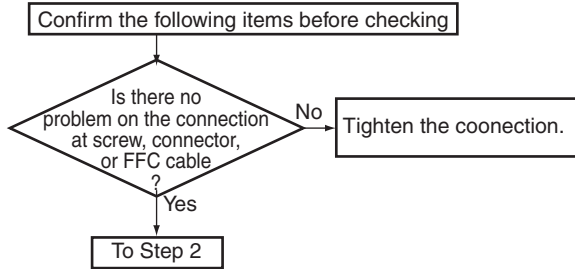 Confirm the following items before checking
Is there no
problem on the connection
at screw, connector,
or FFC cable
?
No
Tighten the coonection.
Yes
To Step 2